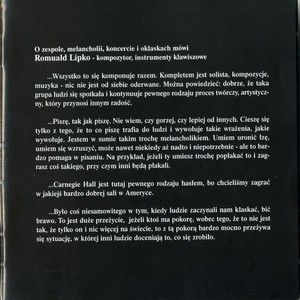 O zespole, melancholii, koncercie i oklaskach mówi
Romuald Lipko - kompozytor, instrumenty klawiszowe
...Wszystko to się komponuje razem. Kompletem jest solista, kompozycje,
muzyka - nic nie jest od siebie oderwane. Można powiedzieć: dobrze, że taka
grupa ludzi się spotkała i kontynuuje pewnego rodzaju proces twórczy, artystycz-
ny, który przynosi innym radość.
...Piszę, tak jak piszę. Nie wiem, czy gorzej, czy lepiej od innych. Cieszę się
tylko z tego, że to co piszę trafia do ludzi i wywołuje takie wrażenia, jakie
wywołuje. Jestem w sumie takim trochę melancholikiem. Umiem uronić łzę,
umiem się wzruszyć, może nawet niekiedy aż nadto i niepotrzebnie - ale to bar-
dzo pomaga w pisaniu. Na przykład, jeżeli ty umiesz trochę popłakać to i zag-
rasz coś takiego, przy czym inni będą płakali.
...Carnegie Hall jest tutaj pewnego rodzaju hasłem, bo chcieliśmy zagrać
w jakiejś bardzo dobrej sali w Ameryce.
...Było coś niesamowitego w tym, kiedy ludzie zaczynali nam klaskać, bić
brawo. To jest duże przeżycie, jeżeli ktoś ma pokorę, wobec tego, że to nie jest
tak, że tylko on i nic więcej na świecie, to z tą pokorą bardzo mocno przeżywa
się sytuację, w której inni ludzie doceniają to, co się zrobiło.